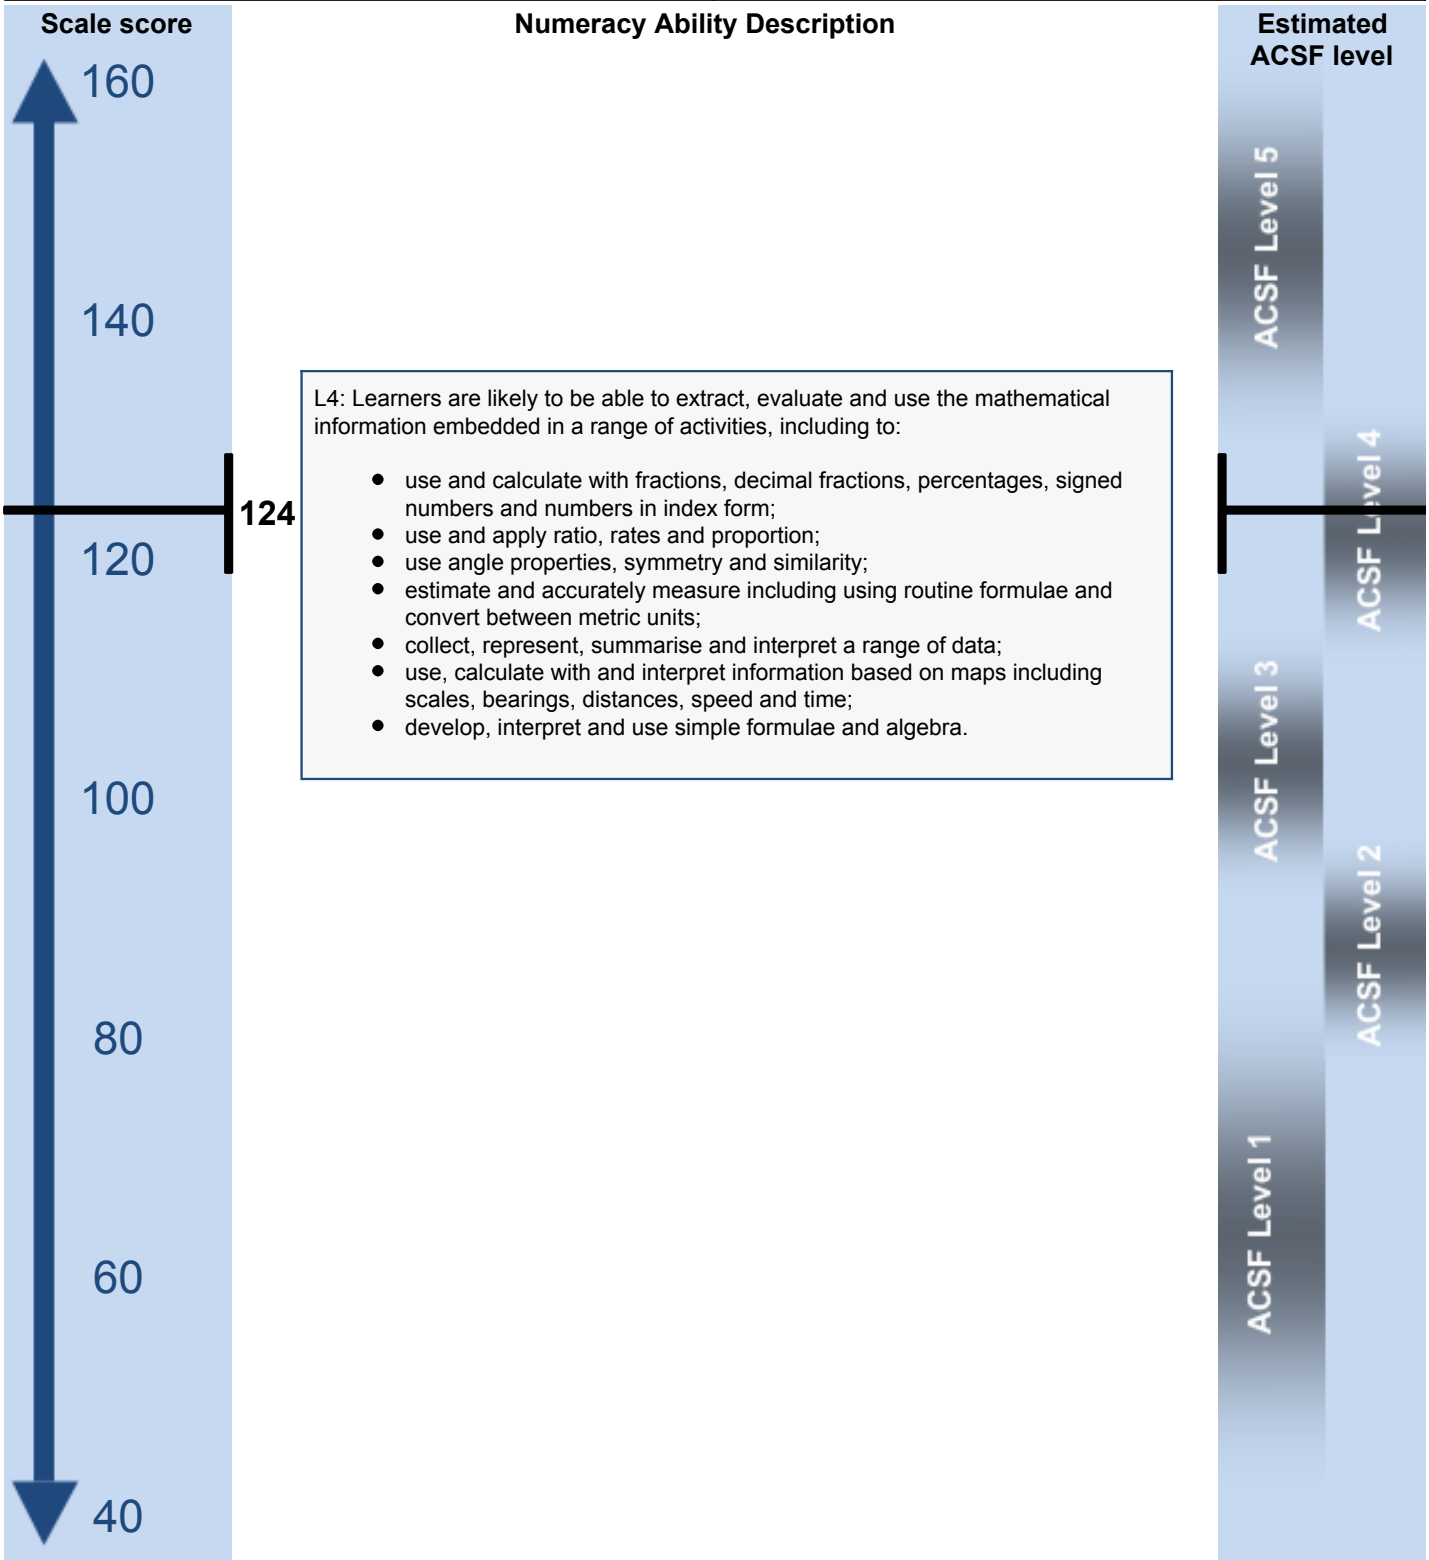 Scale score
Numeracy Ability Description
Estimated
ACSF level
160
140
124
120
100
80
60
40
L4: Learners are likely to be able to extract, evaluate and use the mathematical
information embedded in a range of activities, including to:
● use and calculate with fractions, decimal fractions, percentages, signed
numbers and numbers in index form;
● use and apply ratio, rates and proportion;
● use angle properties, symmetry and similarity;
● estimate and accurately measure including using routine formulae and
convert between metric units;
● collect, represent, summarise and interpret a range of data;
● use, calculate with and interpret information based on maps including
scales, bearings, distances, speed and time;
● develop, interpret and use simple formulae and algebra.
ACSF Level 5
ACSF Level 4
ACSF Level 3
ACSF Level 2
ACSF Level 1